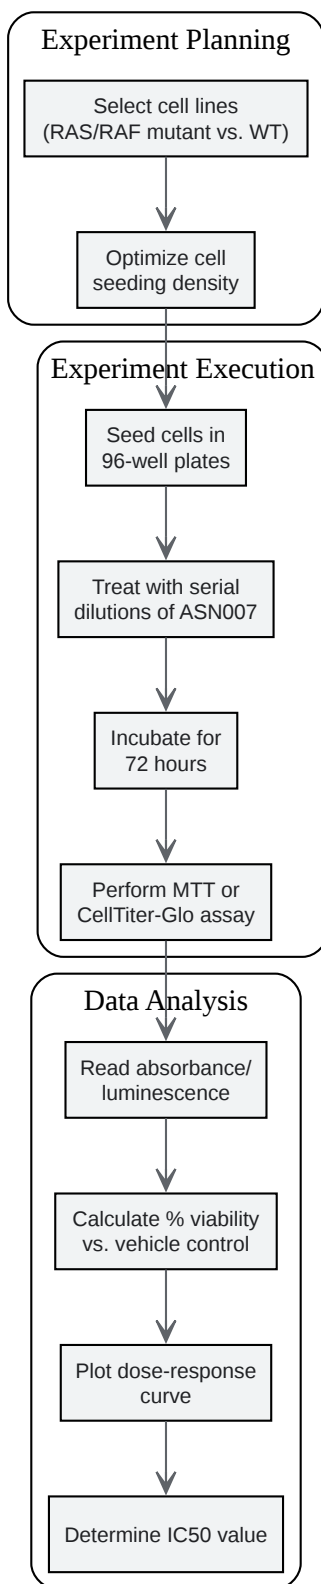 Experiment Planning
Select cell lines
(RAS/RAF mutant vs. WT)
Optimize cell
seeding density
Experiment Execution
Seed cells in
96-well plates
Treat with serial
dilutions of ASN007
Incubate for
72 hours
Perform MTT or
CellTiter-Glo assay
Data Analysis
Read absorbance/
luminescence
Calculate % viability
vs. vehicle control
Plot dose-response
curve
Determine IC50 value